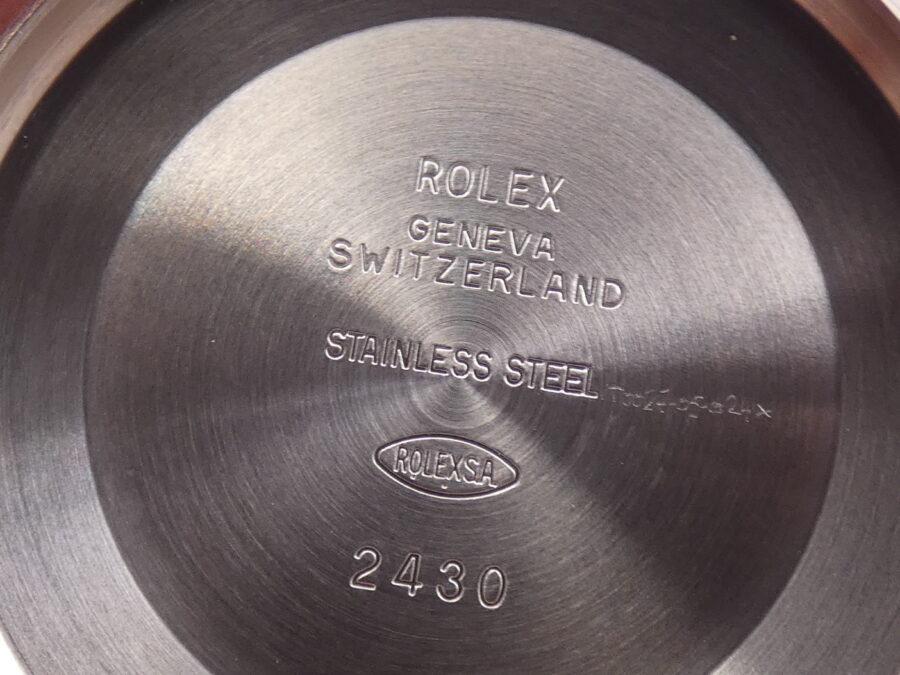 ROLEX
GENEVA
SWITZERLAND
STAINLESS STEEL
ROLEXSA
2430